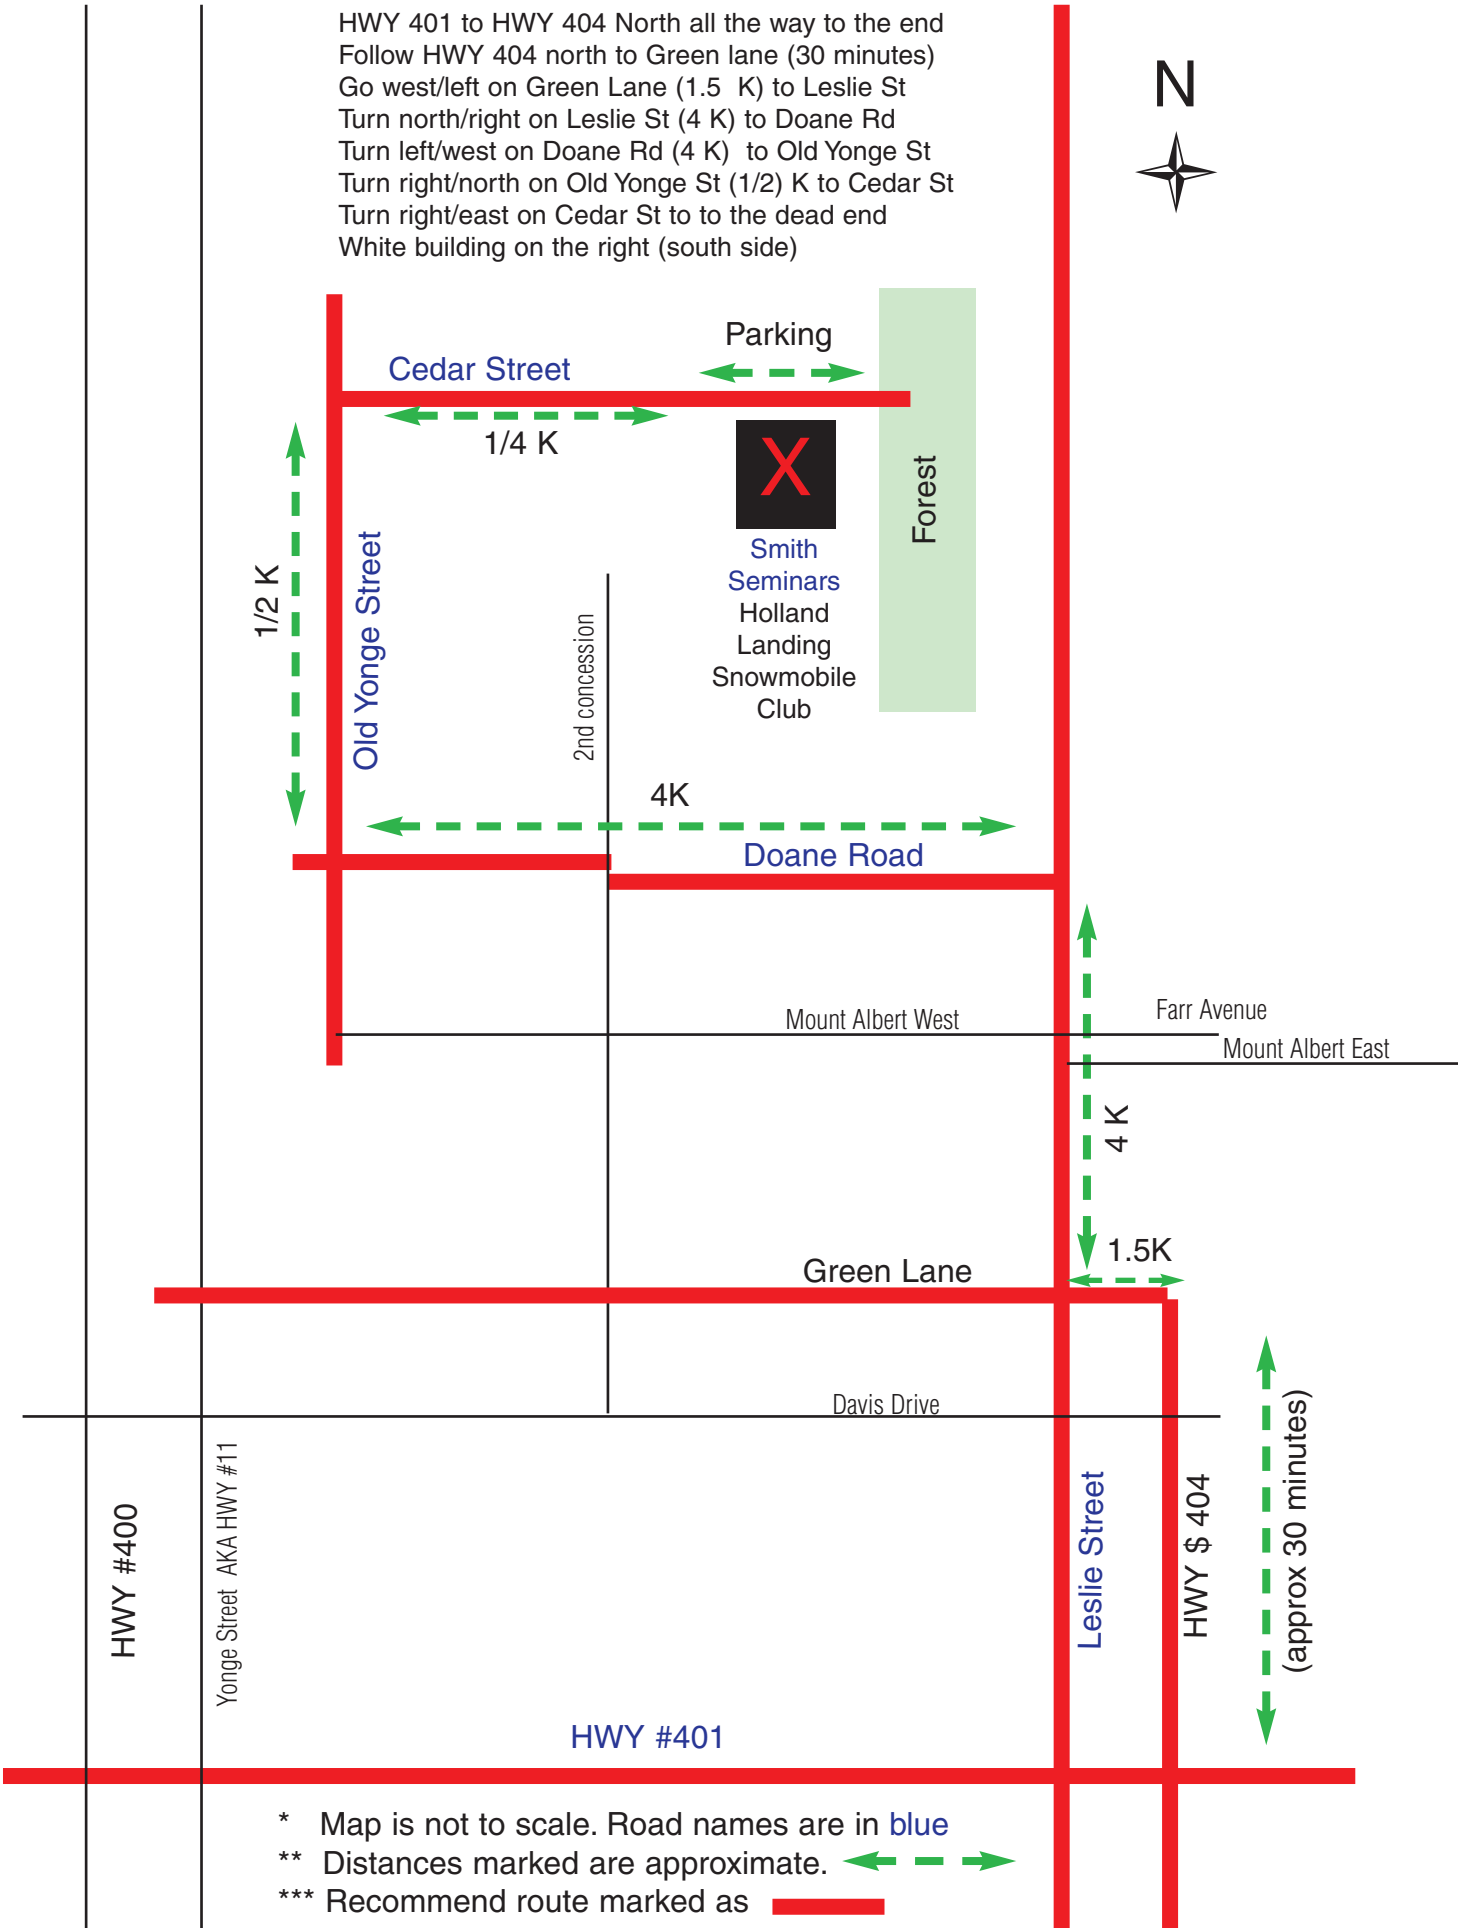 HWY 401 to HWY 404 North all the way to the end
Follow HWY 404 north to Green lane (30 minutes)
Go west/left on Green Lane (1.5 K) to Leslie St
Turn north/right on Leslie St (4 K) to Doane Rd
Turn left/west on Doane Rd (4 K) to Old Yonge St
Turn right/north on Old Yonge St (1/2) K to Cedar St
Turn right/east on Cedar St to to the dead end
White building on the right (south side)
N
Parking
Cedar Street
1/4 K
X
Forest
Smith
Seminars
Holland
Landing
Snowmobile
Club
1/2 K
Old Yonge Street
2nd concession
4K
Doane Road
Farr Avenue
Mount Albert West
Mount Albert East
4 K
1.5K
Green Lane
Davis Drive
HWY #400
Yonge Street AKA HWY #11
Leslie Street
HWY $ 404
(approx 30 minutes)
HWY #401
* Map is not to scale. Road names are in blue
** Distances marked are approximate.
*** Recommend route marked as